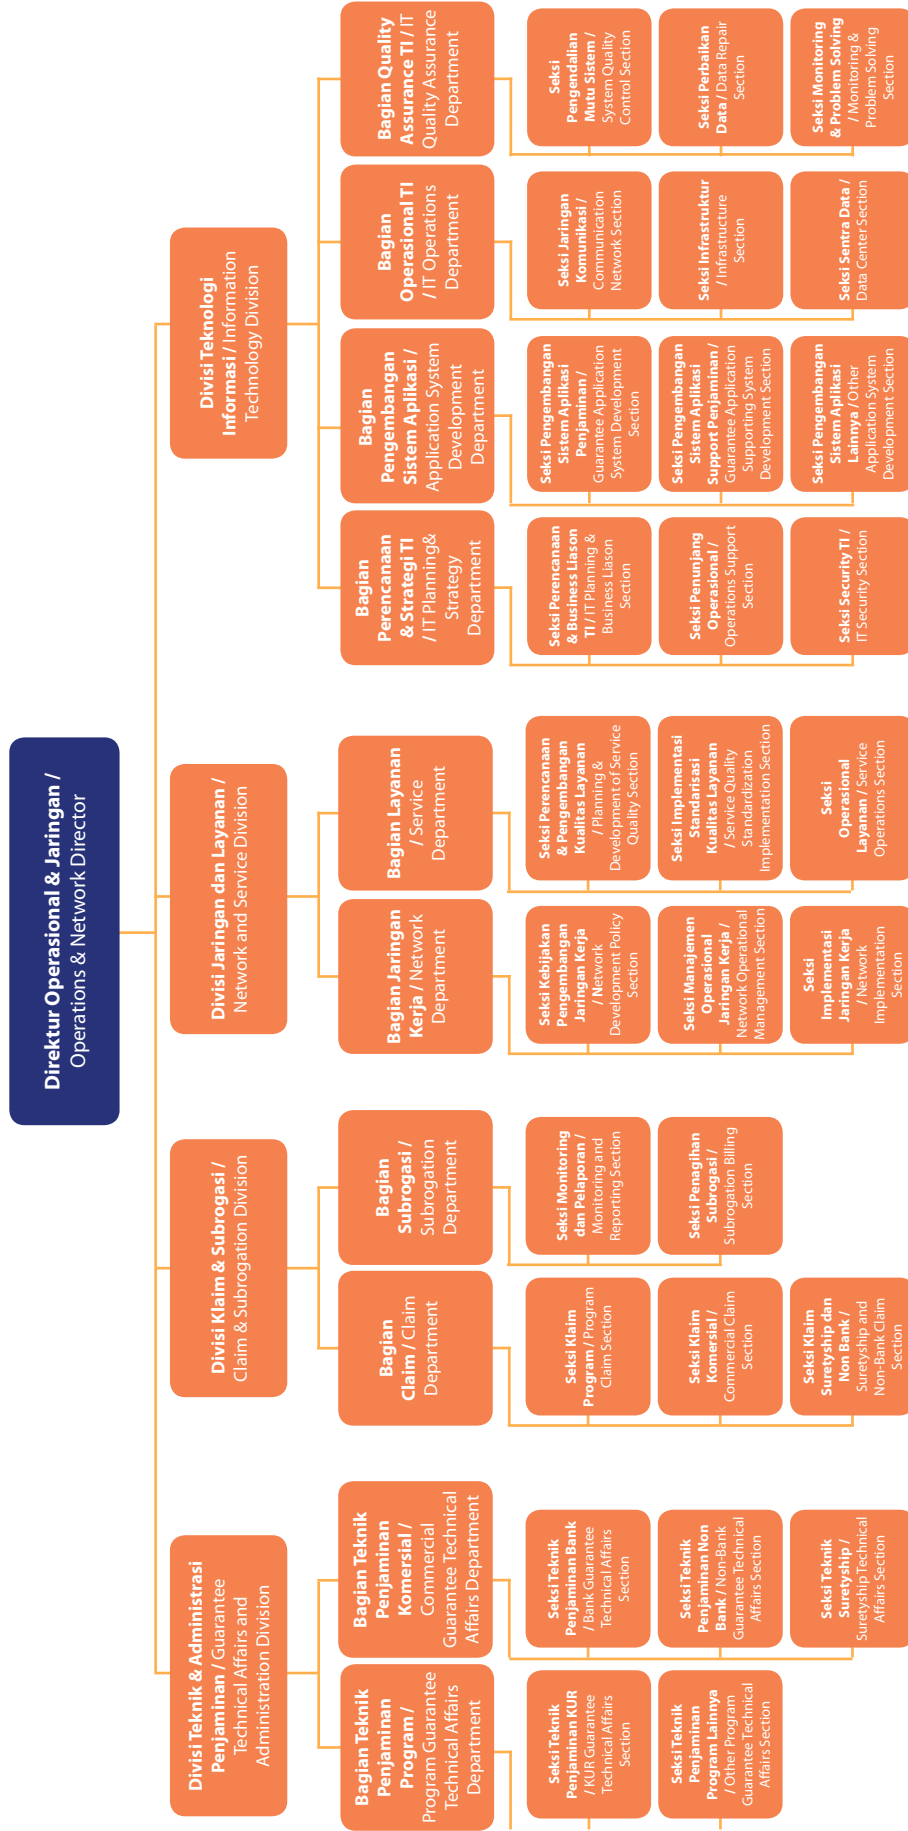 Direktur Operasional & Jaringan /
Operations & Network Director
Divisi Teknik & Administrasi
Penjaminan / Guarantee
Technical Affairs and
Administration Division
Divisi Klaim & Subrogasi /
Claim & Subrogation Division
Divisi Jaringan dan Layanan /
Network and Service Division
Divisi Teknologi
Informasi / Information
Technology Division
Bagian Teknik
Penjaminan
Program /
Program Guarantee
Technical Affairs
Department
Bagian Teknik
Penjaminan
Komersial /
Commercial
Guarantee Technical
Affairs Department
Bagian
Claim / Claim
Department
Bagian
Subrogasi /
Subrogation
Department
Bagian Jaringan
Kerja / Network
Department
Bagian Layanan
/ Service
Department
Bagian
Perencanaan
& Strategi TI
/ IT Planning&
Strategy
Department
Bagian
Pengembangan
Sistem Aplikasi /
Application System
Development
Department
Bagian
Operasional TI
/ IT Operations
Department
Bagian Quality
Assurance TI / IT
Quality Assurance
Department
Seksi Teknik
Penjaminan KUR
/ KUR Guarantee
Technical Affairs
Section
Seksi Teknik
Penjaminan
Program Lainnya
/ Other Program
Guarantee Technical
Affairs Section
Seksi Teknik
Penjaminan Bank
/ Bank Guarantee
Technical Affairs
Section
Seksi Teknik
Penjaminan Non
Bank / Non-Bank
Guarantee Technical
Affairs Section
Seksi Teknik
Suretyship /
Suretyship Technical
Affairs Section
Seksi Klaim
Program / Program
Claim Section
Seksi Klaim
Komersial /
Commercial Claim
Section
Seksi Klaim
Suretyship dan
Non Bank /
Suretyship and
Non-Bank Claim
Section
Seksi Monitoring
dan Pelaporan /
Monitoring and
Reporting Section
Seksi Penagihan
Subrogasi /
Subrogation Billing
Section
Seksi Kebijakan
Pengembangan
Jaringan Kerja
/ Network
Development Policy
Section
Seksi Manajemen
Operasional
Jaringan Kerja /
Network Operational
Management Section
Seksi
Implementasi
Jaringan Kerja
/ Network
Implementation
Section
Seksi Perencanaan
& Pengembangan
Kualitas Layanan
/ Planning &
Development of Service
Quality Section
Seksi Implementasi
Standarisasi
Kualitas Layanan
/ Service Quality
Standardization
Implementation Section
Seksi
Operasional
Layanan / Service
Operations Section
Seksi Perencanaan
& Business Liason
TI / IT Planning &
Business Liason
Section
Seksi Penunjang
Operasional /
Operations Support
Section
Seksi Security TI /
IT Security Section
Seksi Pengembangan
Sistem Aplikasi
Penjaminan /
Guarantee Application
System Development
Section
Seksi Pengembangan
Sistem Aplikasi
Support Penjaminan /
Guarantee Application
Supporting System
Development Section
Seksi Pengembangan
Sistem Aplikasi
Lainnya / Other
Application System
Development Section
Seksi Jaringan
Komunikasi /
Communication
Network Section
Seksi Infrastruktur
/ Infrastructure
Section
Seksi Sentra Data /
Data Center Section
Seksi
Pengendalian
Mutu Sistem /
System Quality
Control Section
Seksi Perbaikan
Data / Data Repair
Section
Seksi Monitoring
& Problem Solving
/ Monitoring &
Problem Solving
Section